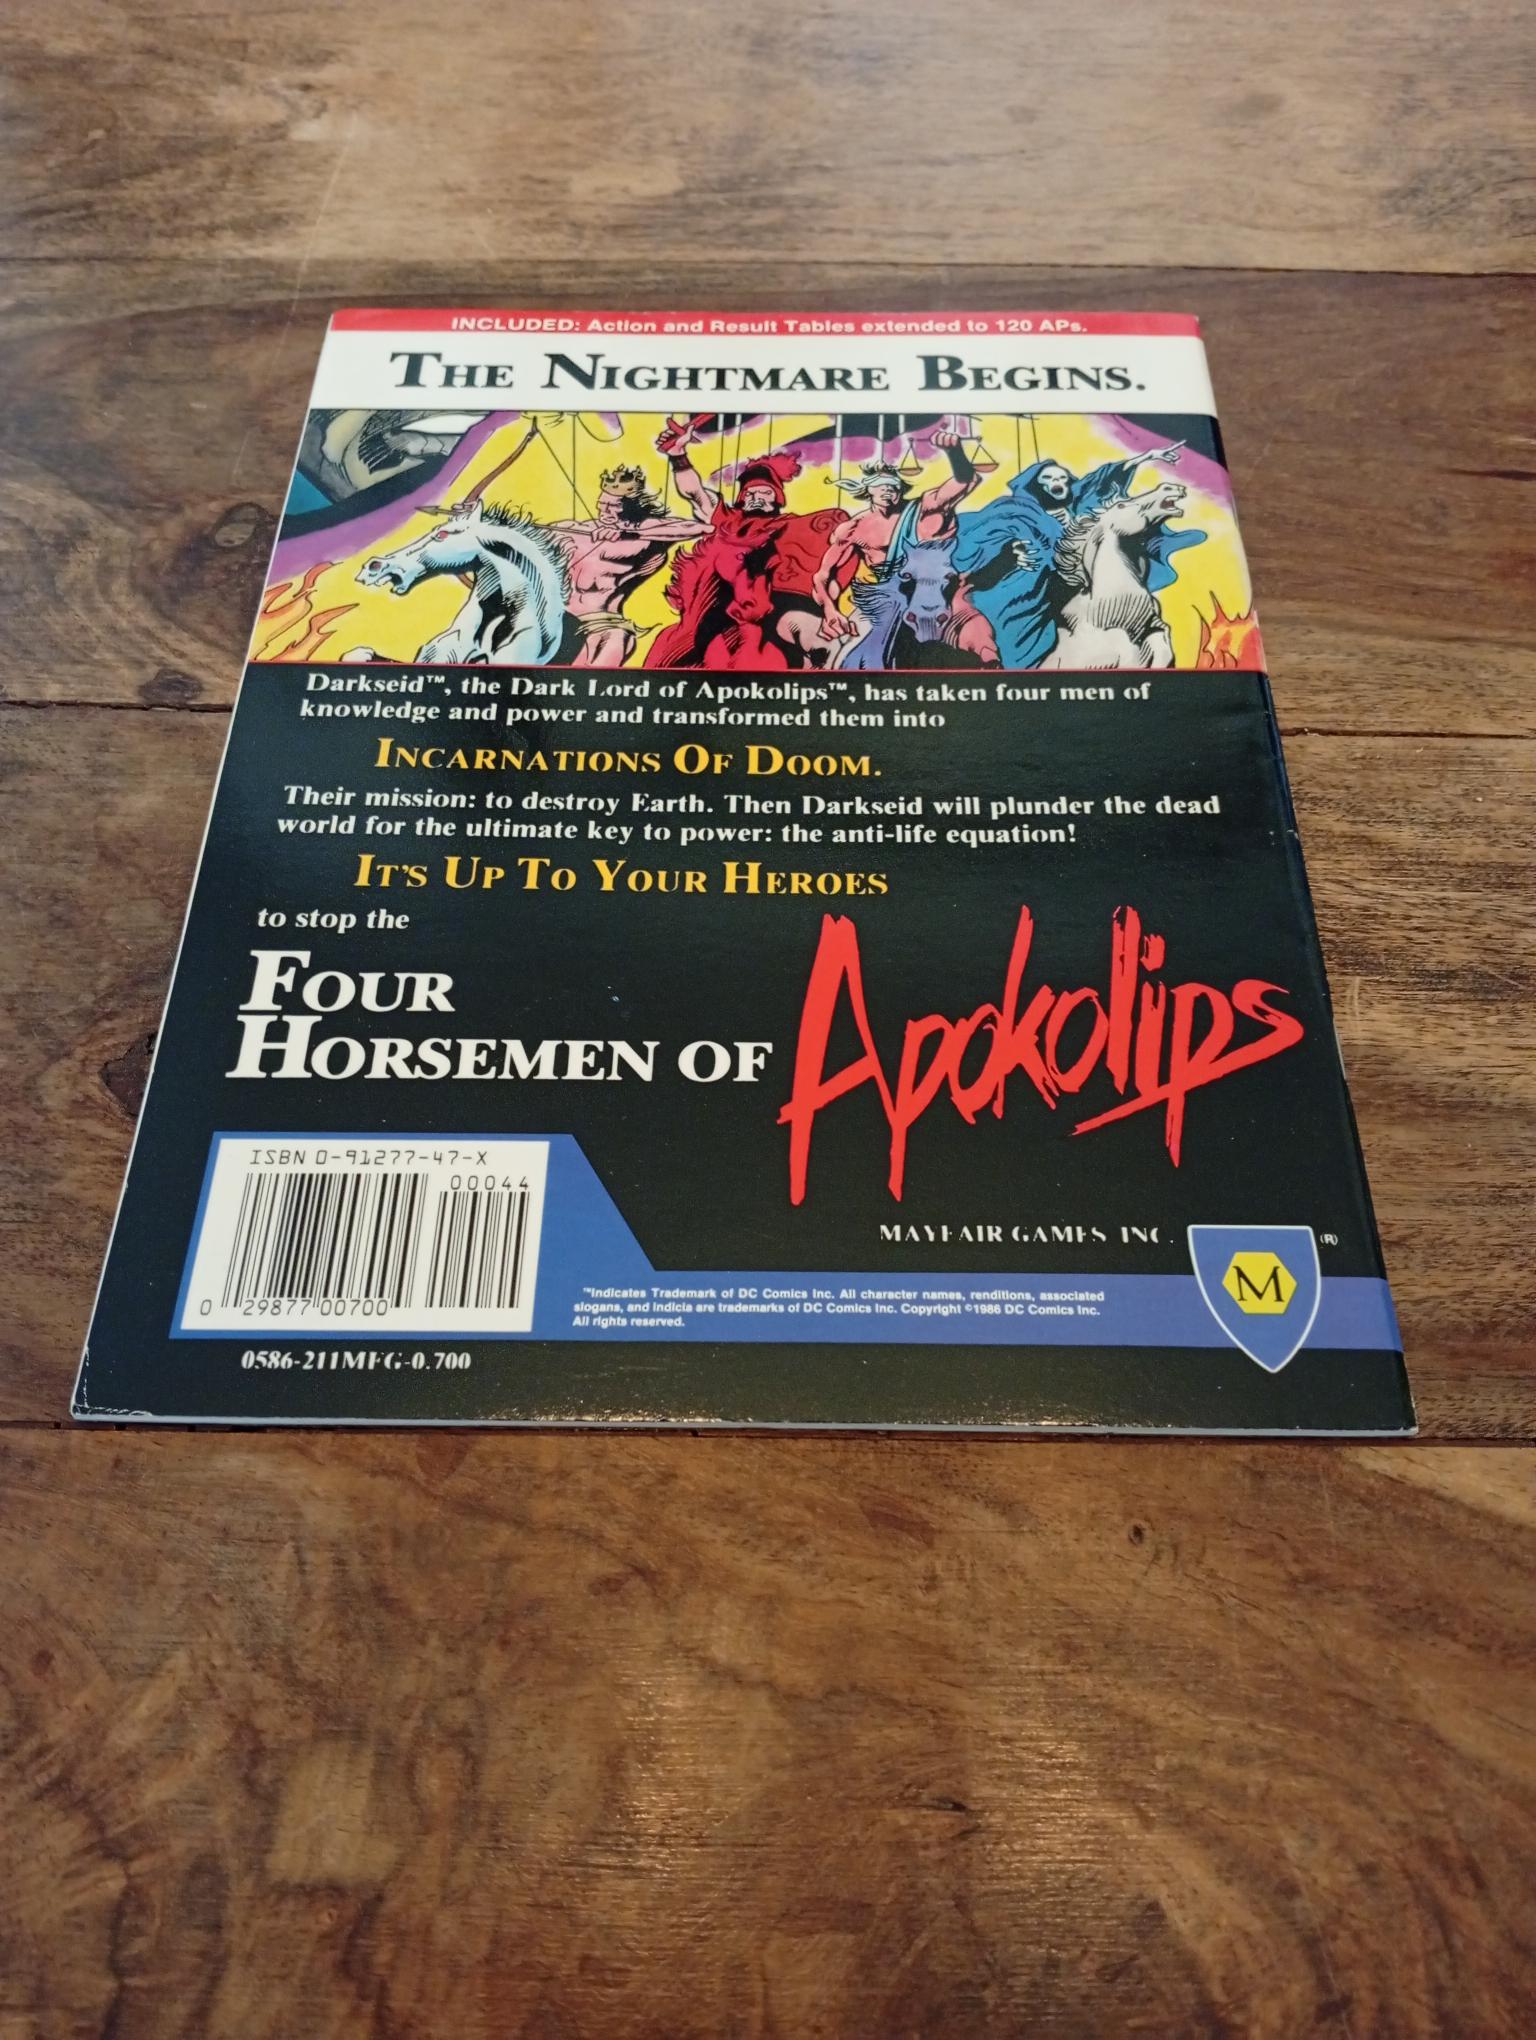 INCLUDED: Action and Result Tables extended to 120 APs.
THE NIGHTMARE BEGINS.
Darkseid™, the Dark Lord of Apokolips™, has taken four men of
knowledge and power and transformed them into
INCARNATIONS OF DOOM.
Their mission: to destroy Earth. Then Darkseid will plunder the dead
world for the ultimate key to power: the anti-life equation!
IT'S UP TO YOUR HEROES
to stop the
FOUR
HORSEMEN OF Apokolips
ISBN 0-91277-47-X
00044
0 29877 00700
MAYFAIR GAMES INC.
(R)
M
™Indicates Trademark of DC Comics Inc. All character names, renditions, associated
slogans, and indicia are trademarks of DC Comics Inc. Copyright ©1986 DC Comics Inc.
All rights reserved.
0586-211MFG-0.700